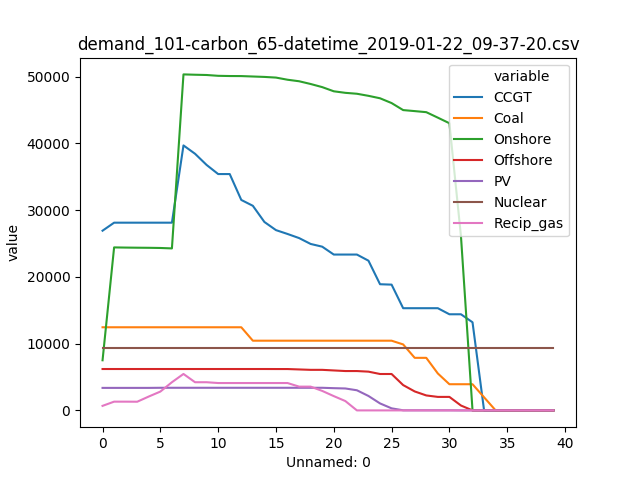 demand_101-carbon_65-datetime_2019-01-22_09-37-20.csv
variable
CCGT
Coal
Onshore
Offshore
PV
Nuclear
Recip_gas
value
50000
40000
30000
20000
10000
0
0 5 10 15 20 25 30 35 40
Unnamed: 0